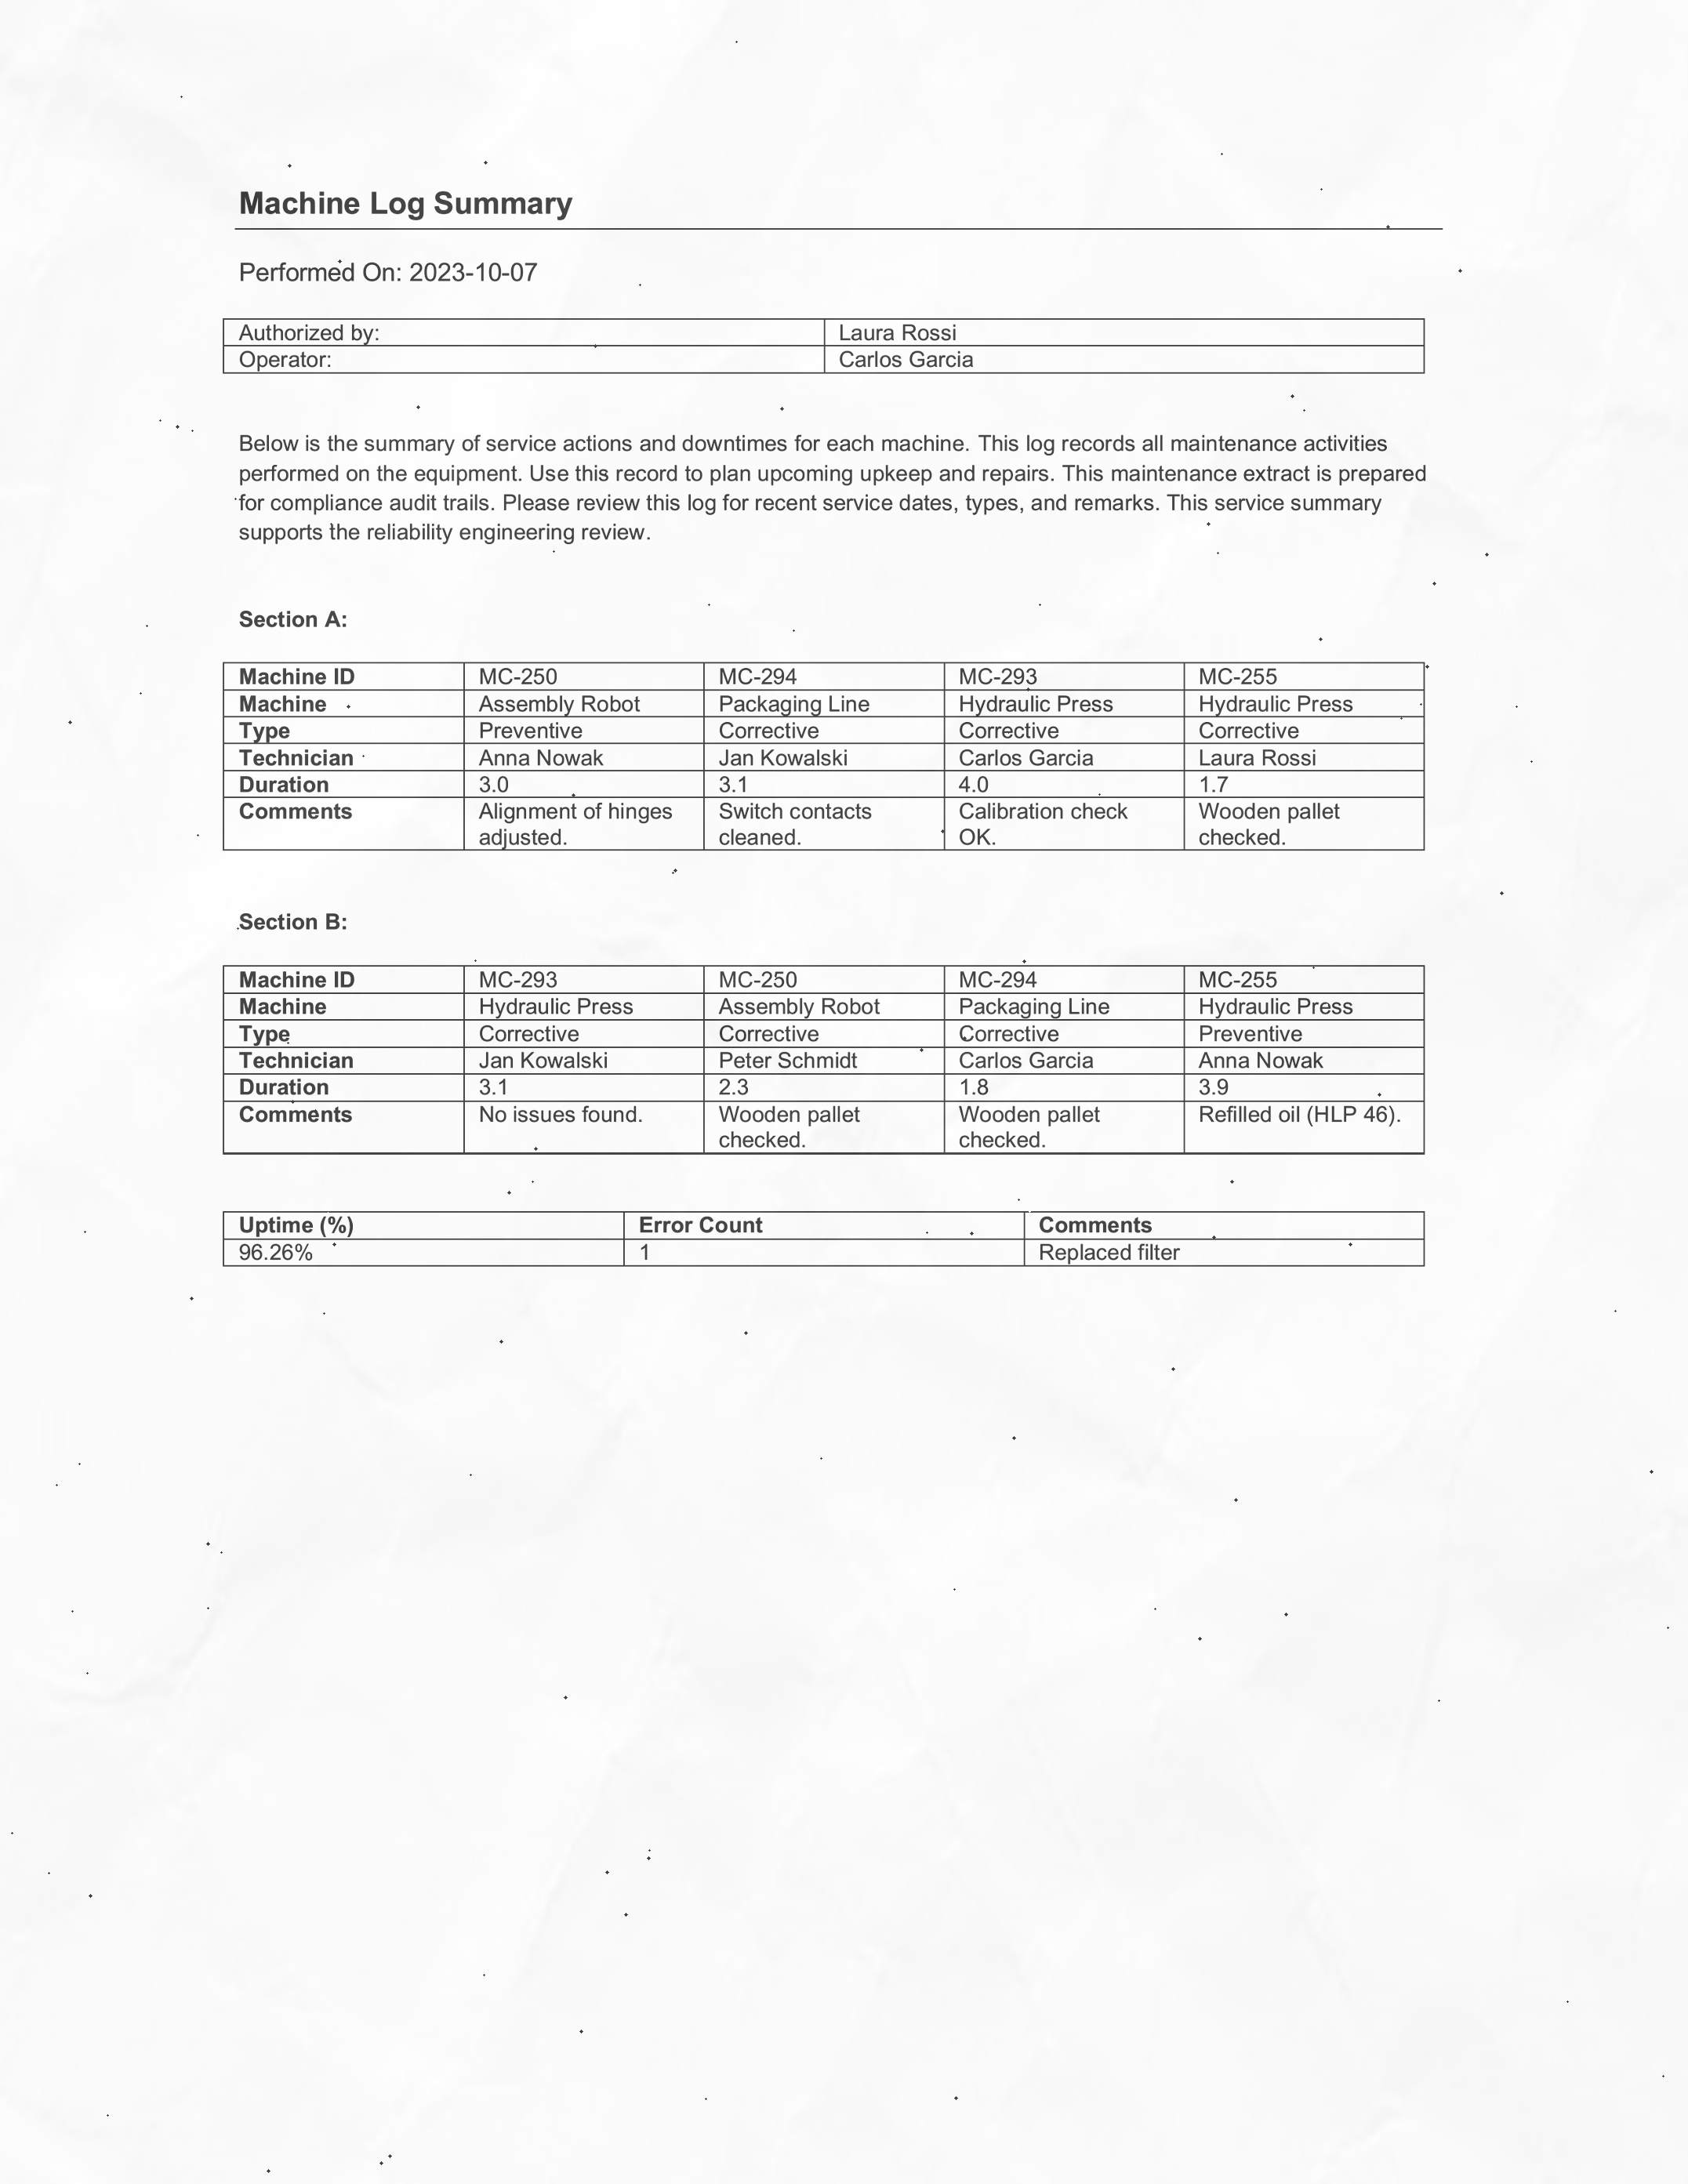 Machine Log Summary
Performed On: 2023-10-07
Authorized by: Laura Rossi
Operator: Carlos Garcia
Below is the summary of service actions and downtimes for each machine. This log records all maintenance activities
performed on the equipment. Use this record to plan upcoming upkeep and repairs. This maintenance extract is prepared
for compliance audit trails. Please review this log for recent service dates, types, and remarks. This service summary
supports the reliability engineering review.
Section A:
Machine ID MC-250 MC-294 MC-293 MC-255
Machine Assembly Robot Packaging Line Hydraulic Press Hydraulic Press
Type Preventive Corrective Corrective Corrective
Technician Anna Nowak Jan Kowalski Carlos Garcia Laura Rossi
Duration 3.0 3.1 4.0 1.7
Comments Alignment of hinges Switch contacts Calibration check Wooden pallet
adjusted. cleaned. OK. checked.
Section B:
Machine ID MC-293 MC-250 MC-294 MC-255
Machine Hydraulic Press Assembly Robot Packaging Line Hydraulic Press
Type Corrective Corrective Corrective Preventive
Technician Jan Kowalski Peter Schmidt Carlos Garcia Anna Nowak
Duration 3.1 2.3 1.8 3.9
Comments No issues found. Wooden pallet Wooden pallet Refilled oil (HLP 46).
checked. checked.
Uptime (%) Error Count Comments
96.26% 1 Replaced filter